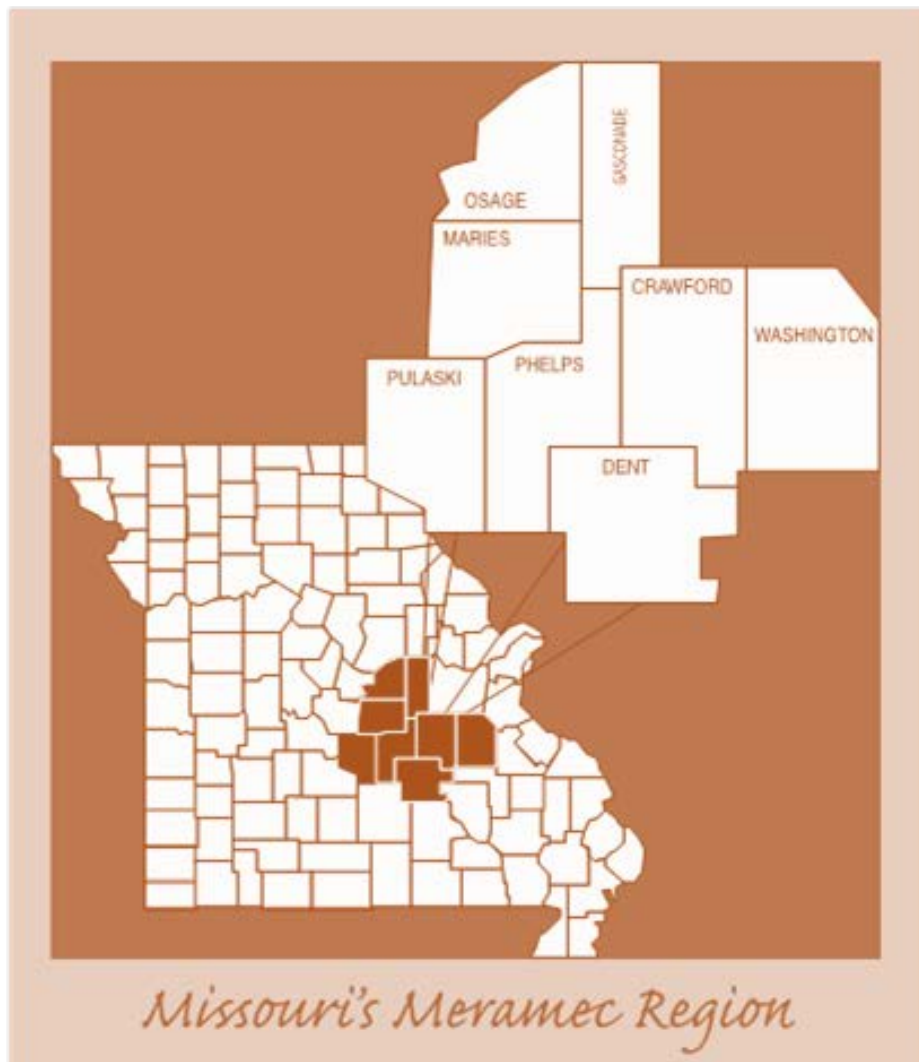 GASCONADE
OSAGE
MARIES
CRAWFORD
WASHINGTON
PHELPS
PULASKI
DENT
Missouri's Meramec Region